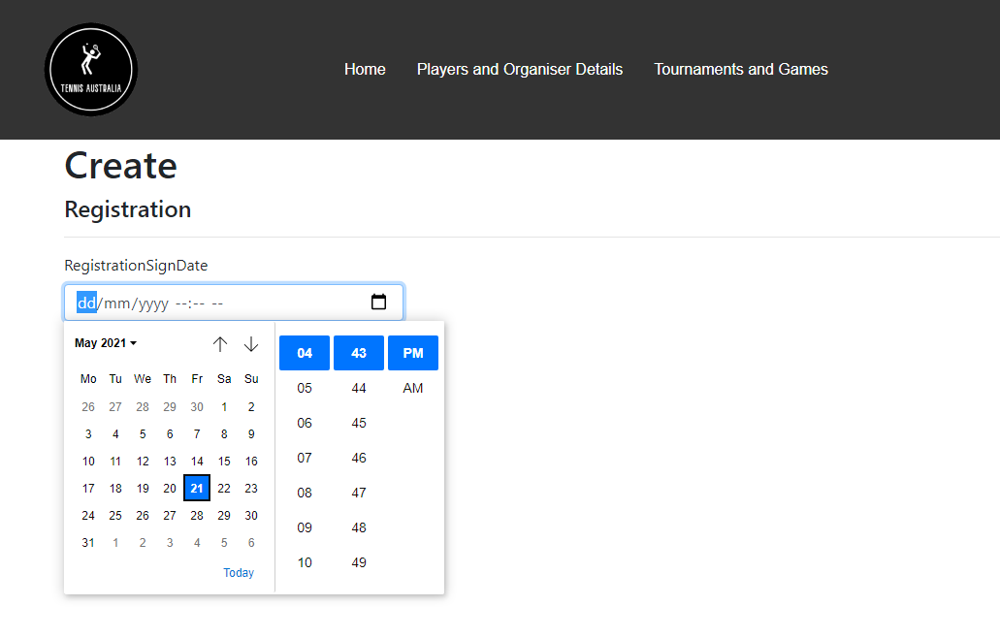 TENNIS AUSTRALIA
Home Players and Organiser Details Tournaments and Games
Create
Registration
RegistrationSignDate
dd/mm/yyyy --:-- --
May 2021
Mo Tu We Th Fr Sa Su
26 27 28 29 30 1 2
3 4 5 6 7 8 9
10 11 12 13 14 15 16
17 18 19 20 21 22 23
24 25 26 27 28 29 30
31 1 2 3 4 5 6
Today
04 43 PM
05 44 AM
06 45
07 46
08 47
09 48
10 49